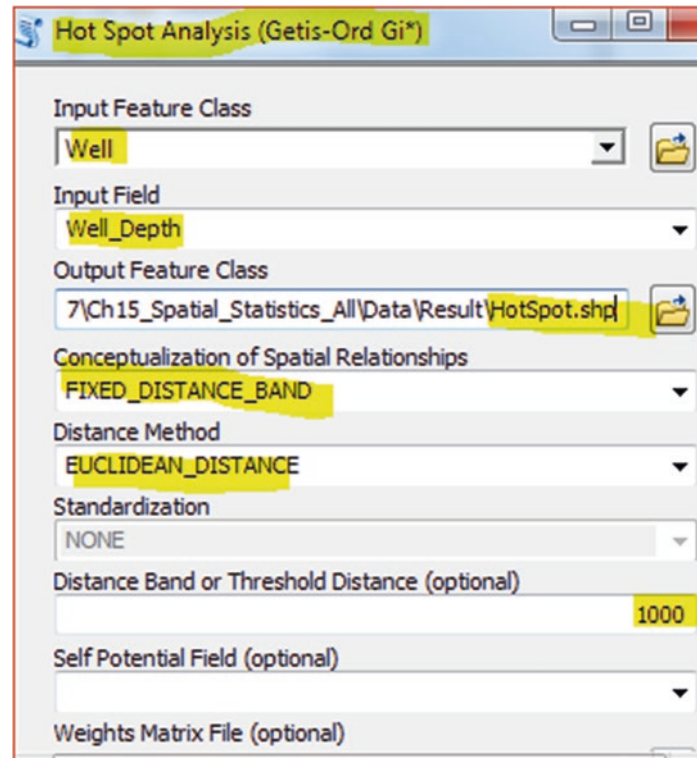 Hot Spot Analysis (Getis-Ord Gi*)
Input Feature Class
Well
Input Field
Well_Depth
Output Feature Class
7\Ch15_Spatial_Statistics_All\Data\Result\HotSpot.shp
Conceptualization of Spatial Relationships
FIXED_DISTANCE_BAND
Distance Method
EUCLIDEAN_DISTANCE
Standardization
NONE
Distance Band or Threshold Distance (optional)
1000
Self Potential Field (optional)
Weights Matrix File (optional)